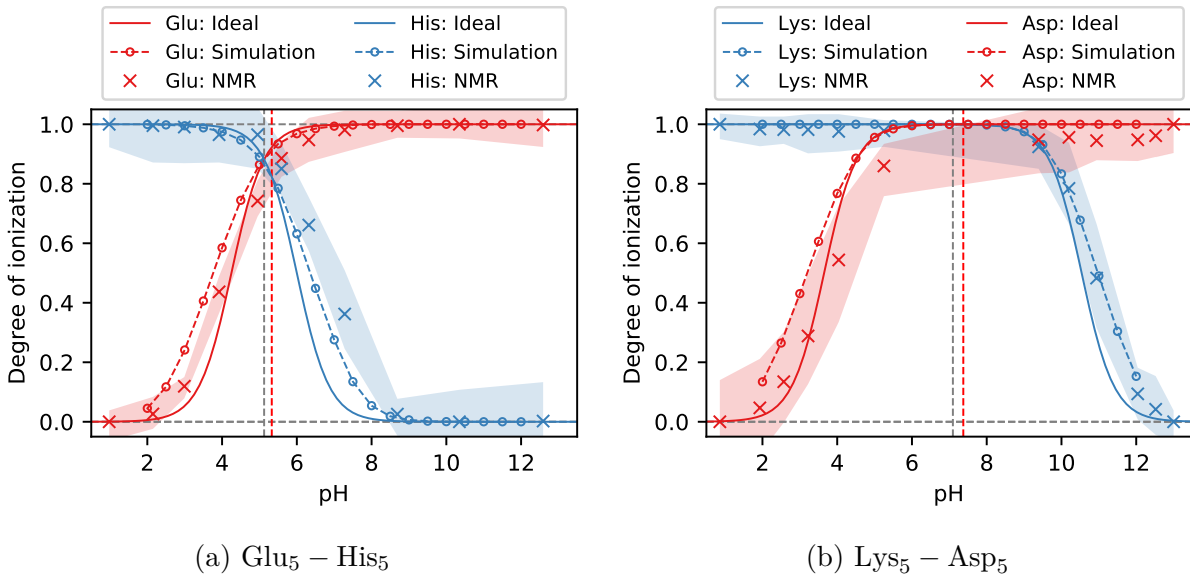 Glu: Ideal His: Ideal
Glu: Simulation His: Simulation
Glu: NMR His: NMR
1.0
0.8
0.6
0.4
0.2
0.0
Degree of ionization
2 4 6 8 10 12
pH
(a) Glu₅ − His₅
Lys: Ideal Asp: Ideal
Lys: Simulation Asp: Simulation
Lys: NMR Asp: NMR
1.0
0.8
0.6
0.4
0.2
0.0
Degree of ionization
2 4 6 8 10 12
pH
(b) Lys₅ − Asp₅